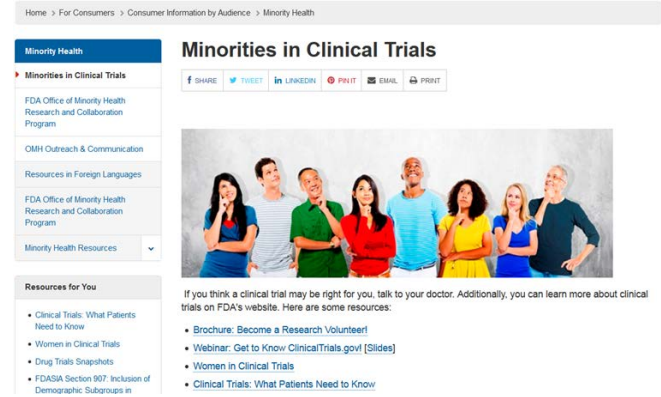 Home > For Consumers > Consumer Information by Audience > Minority Health
Minority Health
Minorities in Clinical Trials
FDA Office of Minority Health
Research and Collaboration
Program
OMH Outreach & Communication
Resources in Foreign Languages
FDA Office of Minority Health
Research and Collaboration
Program
Minority Health Resources
Resources for You
• Clinical Trials: What Patients
Need to Know
• Women in Clinical Trials
• Drug Trials Snapshots
• FDASIA Section 907: Inclusion of
Demographic Subgroups in
Minorities in Clinical Trials
f SHARE TWEET in LINKEDIN PIN IT EMAIL PRINT
If you think a clinical trial may be right for you, talk to your doctor. Additionally, you can learn more about clinical
trials on FDA's website. Here are some resources:
• Brochure: Become a Research Volunteer!
• Webinar: Get to Know ClinicalTrials.gov! [Slides]
• Women in Clinical Trials
• Clinical Trials: What Patients Need to Know